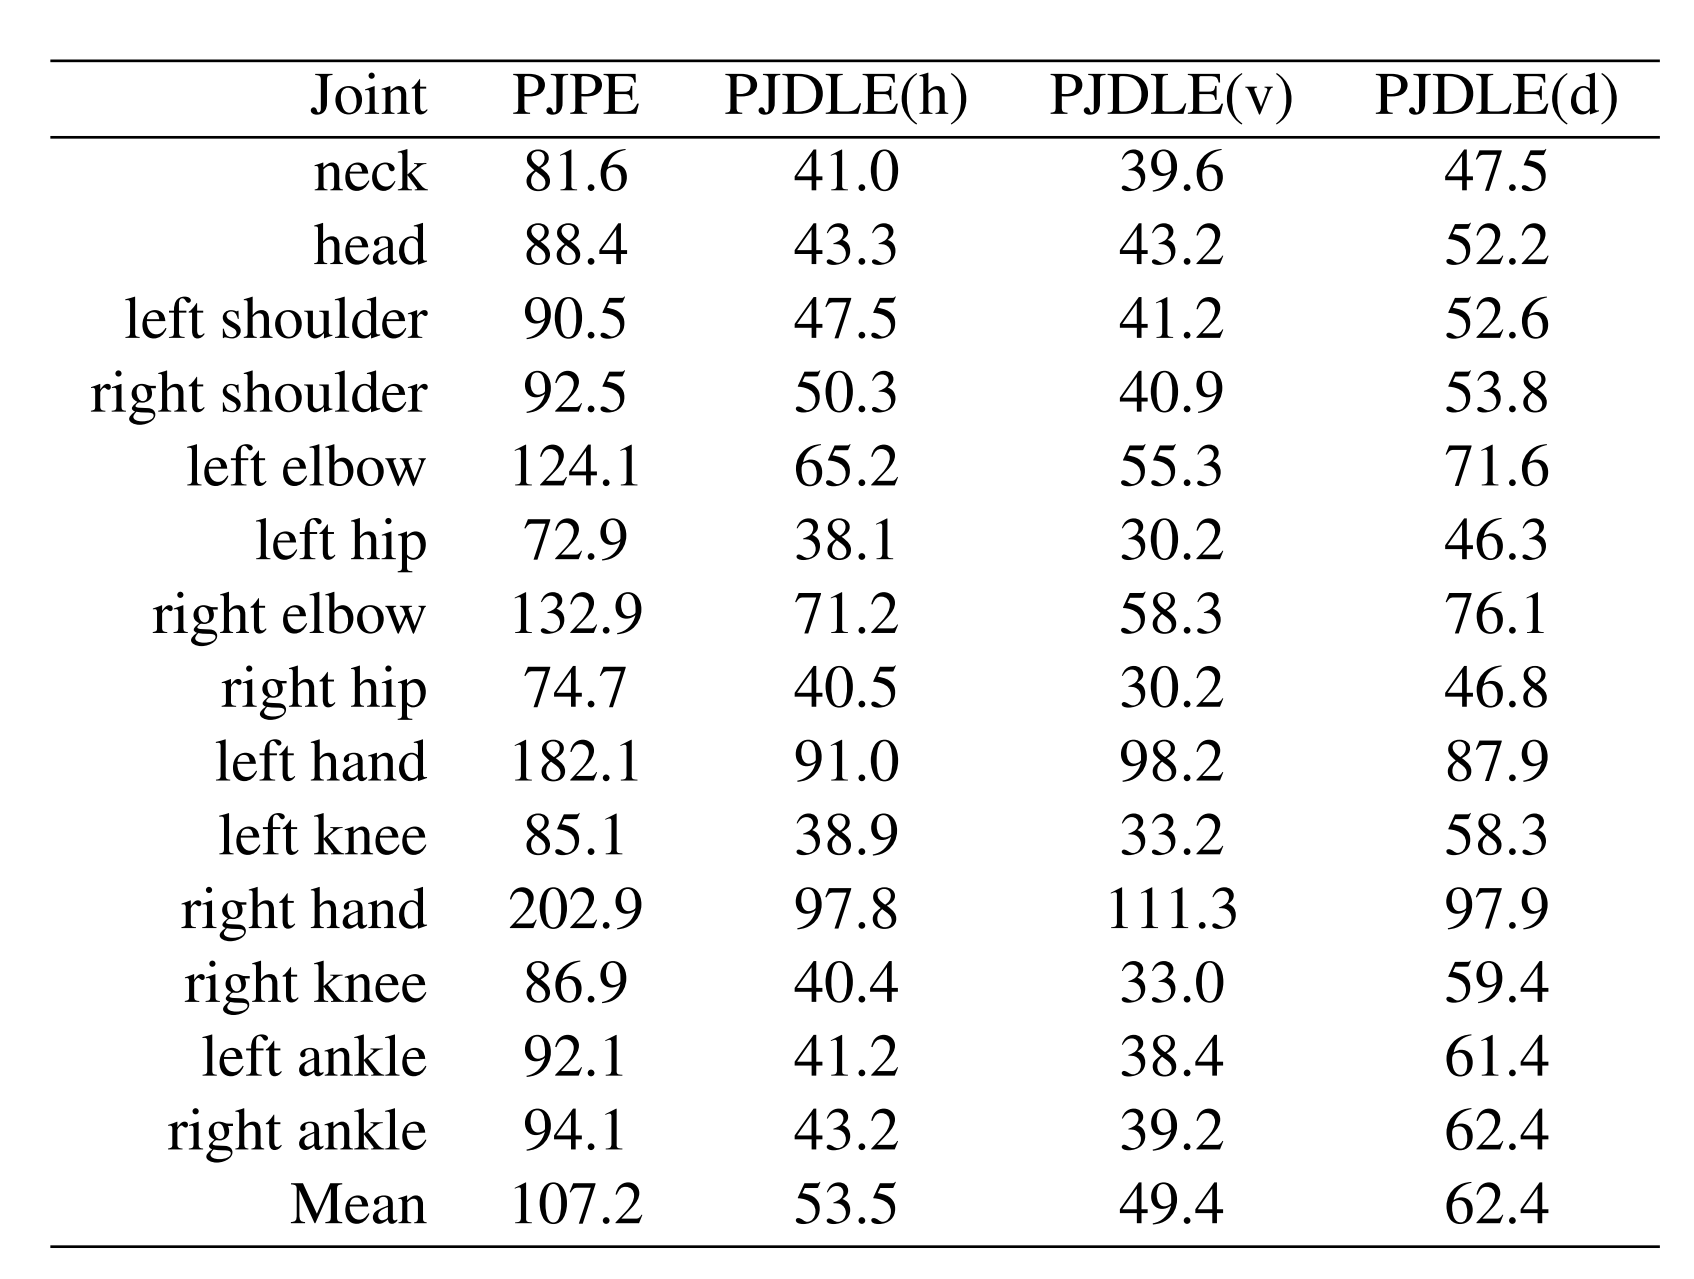 Joint PJPE PJDLE(h) PJDLE(v) PJDLE(d)
neck 81.6 41.0 39.6 47.5
head 88.4 43.3 43.2 52.2
left shoulder 90.5 47.5 41.2 52.6
right shoulder 92.5 50.3 40.9 53.8
left elbow 124.1 65.2 55.3 71.6
left hip 72.9 38.1 30.2 46.3
right elbow 132.9 71.2 58.3 76.1
right hip 74.7 40.5 30.2 46.8
left hand 182.1 91.0 98.2 87.9
left knee 85.1 38.9 33.2 58.3
right hand 202.9 97.8 111.3 97.9
right knee 86.9 40.4 33.0 59.4
left ankle 92.1 41.2 38.4 61.4
right ankle 94.1 43.2 39.2 62.4
Mean 107.2 53.5 49.4 62.4